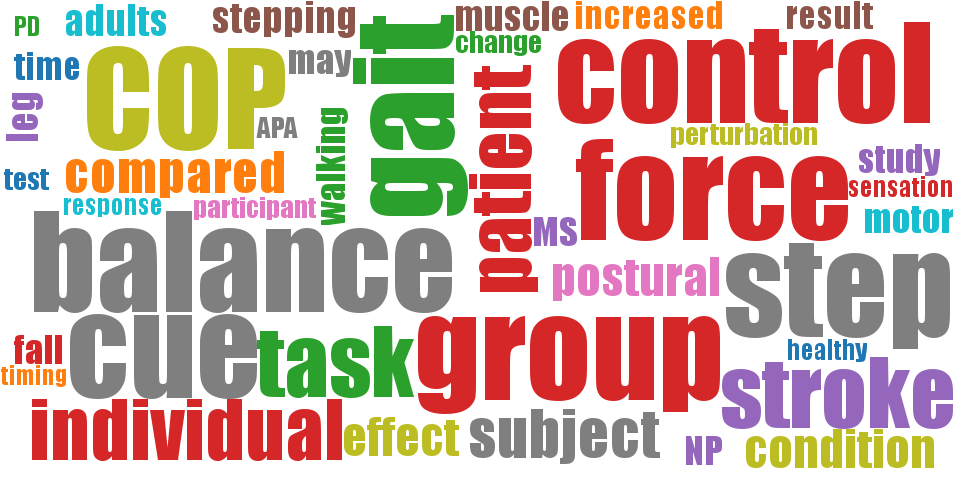 PD
adults
stepping
gait
muscle
increased
result
time
COP
may
change
control
leg
APA
walking
patient
perturbation
test
compared
force
study
sensation
response
participant
MS
motor
balance
postural
step
cue
task
group
healthy
fall
timing
stroke
individual
effect
subject
NP
condition